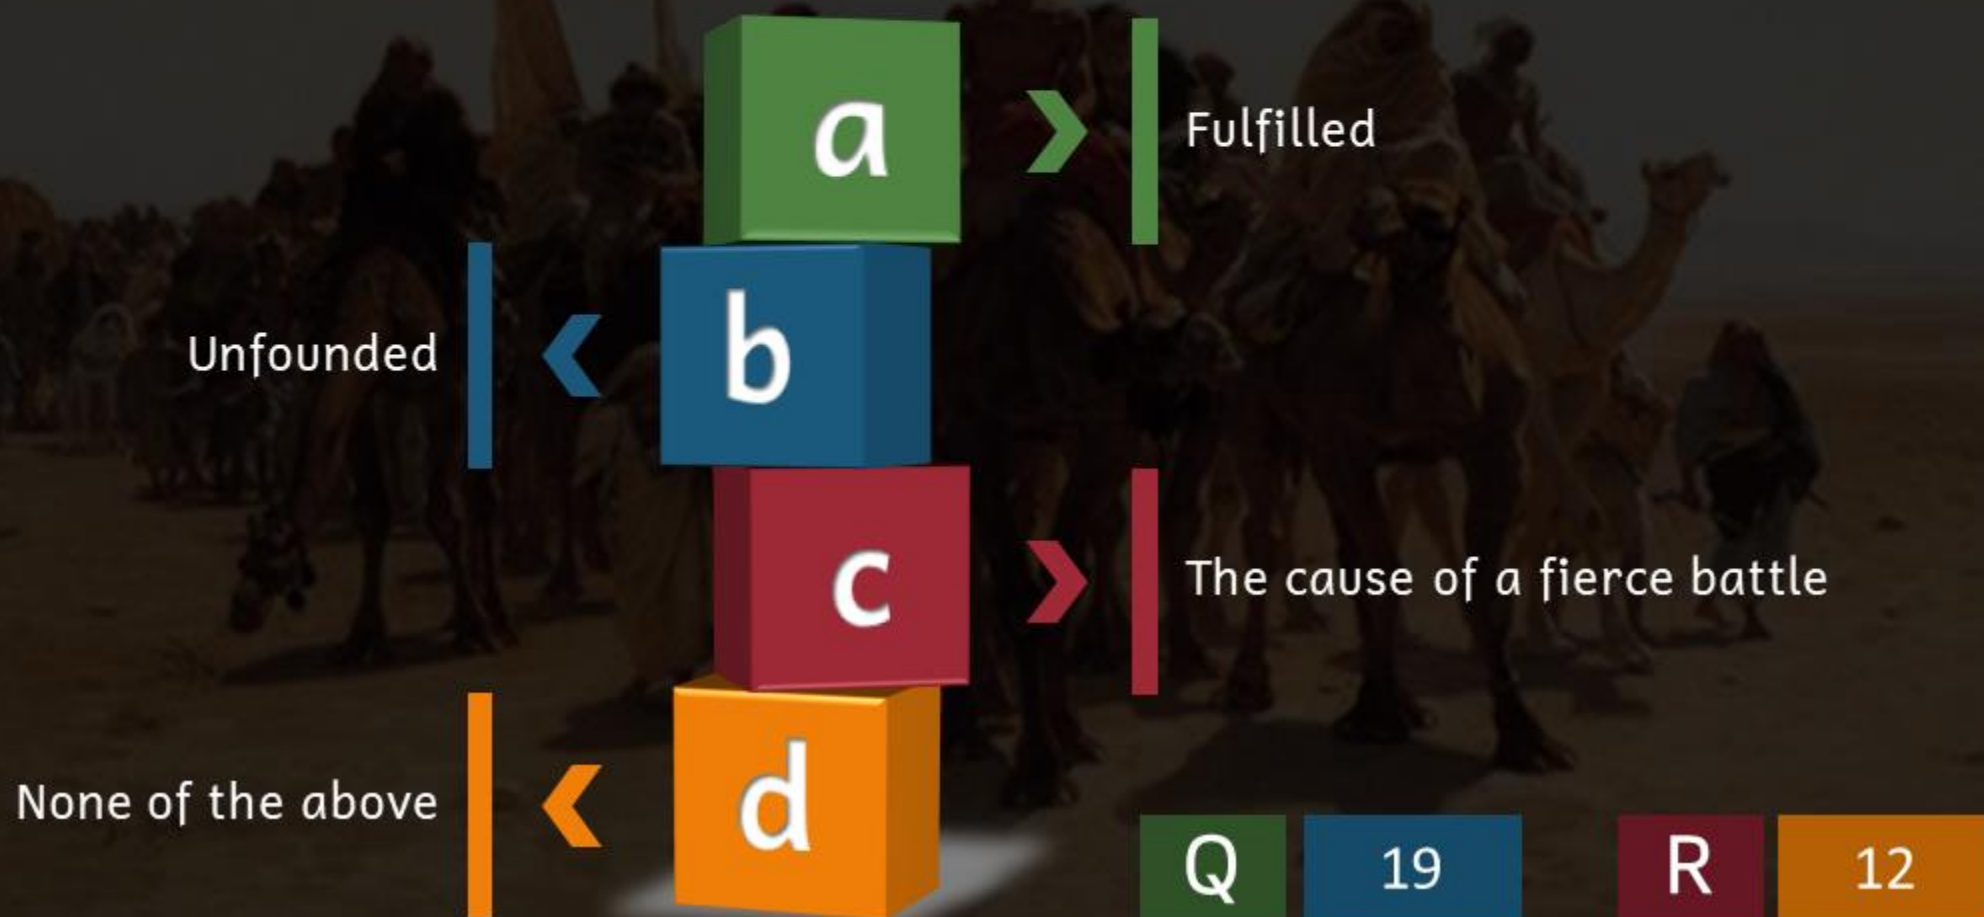 a
Fulfilled
Unfounded
b
c
The cause of a fierce battle
None of the above
d
Q 19 R 12